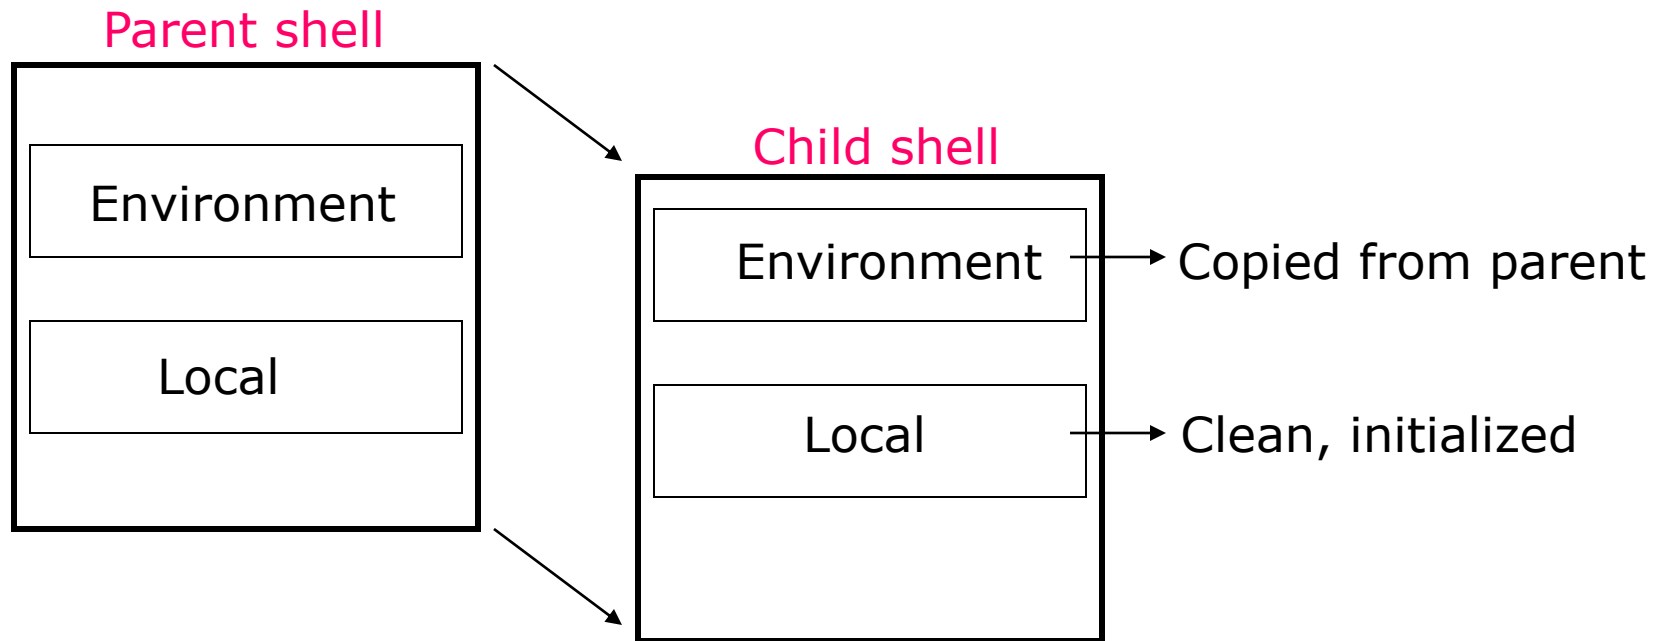 Parent shell
Environment
Local
Child shell
Environment
Copied from parent
Local
Clean, initialized